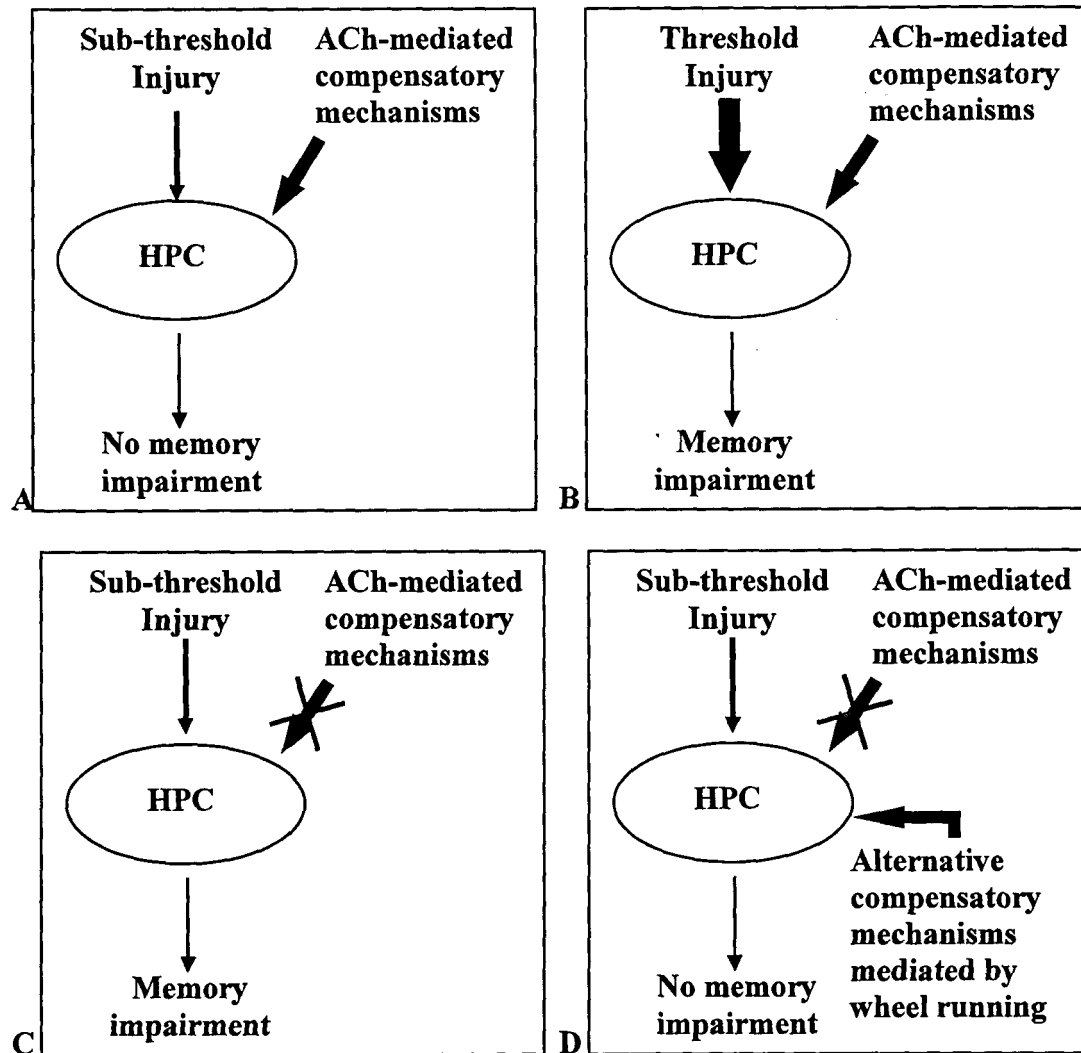 Sub-threshold
Injury
ACh-mediated
compensatory
mechanisms
HPC
No memory
impairment
A
Threshold
Injury
ACh-mediated
compensatory
mechanisms
HPC
Memory
impairment
B
Sub-threshold
Injury
ACh-mediated
compensatory
mechanisms
HPC
Memory
impairment
C
Sub-threshold
Injury
ACh-mediated
compensatory
mechanisms
HPC
Alternative
compensatory
mechanisms
mediated by
wheel running
No memory
impairment
D